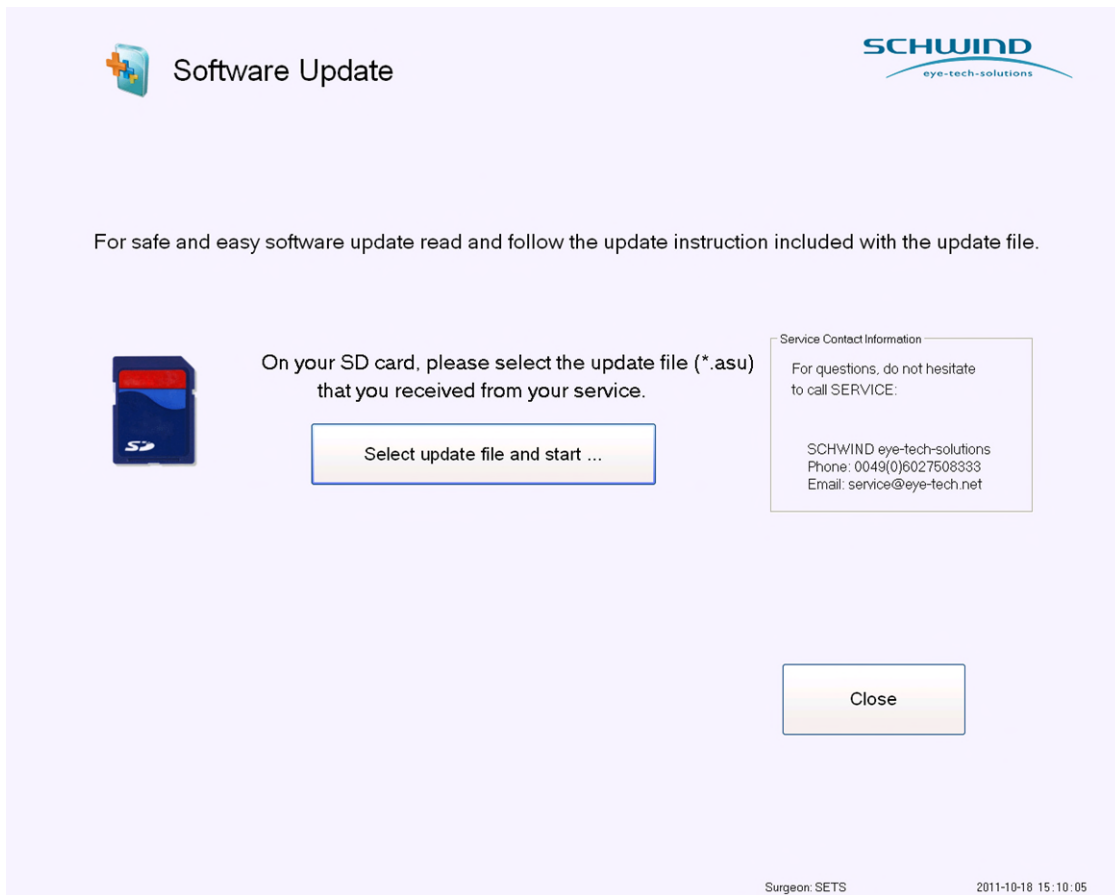 Software Update
SCHWIND
eye-tech-solutions
For safe and easy software update read and follow the update instruction included with the update file.
On your SD card, please select the update file (*.asu)
that you received from your service.
Select update file and start ...
SD
Service Contact Information
For questions, do not hesitate
to call SERVICE:
SCHWIND eye-tech-solutions
Phone: 0049(0)6027508333
Email: service@eye-tech.net
Close
Surgeon: SETS
2011-10-18 15:10:05